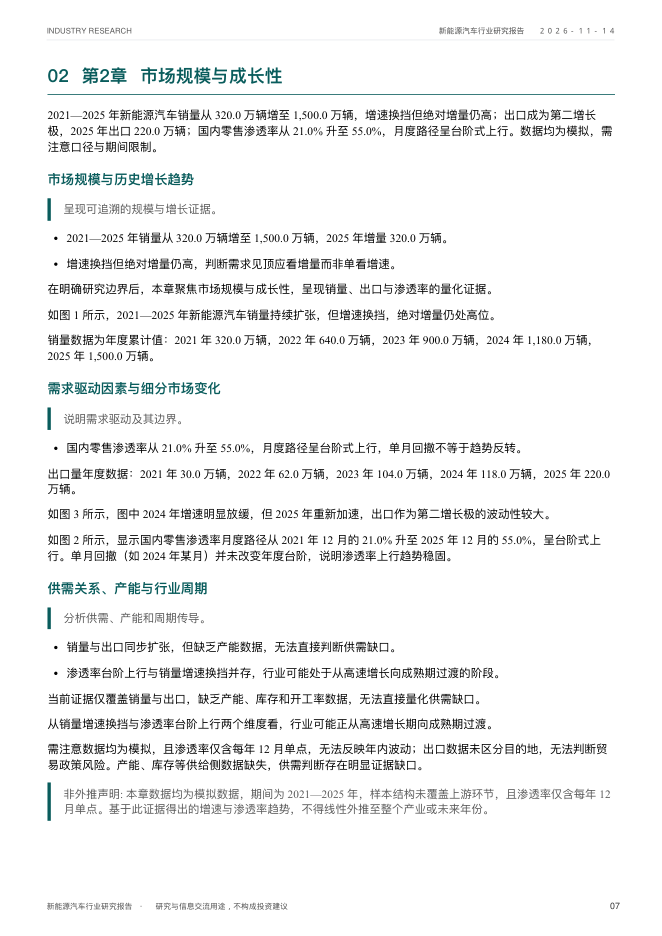 INDUSTRY RESEARCH
新能源汽车行业研究报告 2026-11-14
02 第2章 市场规模与成长性
2021—2025 年新能源汽车销量从 320.0 万辆增至 1,500.0 万辆，增速换挡但绝对增量仍高；出口成为第二增长
极，2025 年出口 220.0 万辆；国内零售渗透率从 21.0% 升至 55.0%，月度路径呈台阶式上行。数据均为模拟，需
注意口径与期间限制。
市场规模与历史增长趋势
呈现可追溯的规模与增长证据。
• 2021—2025 年销量从 320.0 万辆增至 1,500.0 万辆，2025 年增量 320.0 万辆。
• 增速换挡但绝对增量仍高，判断需求见顶应看增量而非单看增速。
在明确研究边界后，本章聚焦市场规模与成长性，呈现销量、出口与渗透率的量化证据。
如图 1 所示，2021—2025 年新能源汽车销量持续扩张，但增速换挡，绝对增量仍处高位。
销量数据为年度累计值：2021 年 320.0 万辆，2022 年 640.0 万辆，2023 年 900.0 万辆，2024 年 1,180.0 万辆，
2025 年 1,500.0 万辆。
需求驱动因素与细分市场变化
说明需求驱动及其边界。
• 国内零售渗透率从 21.0% 升至 55.0%，月度路径呈台阶式上行，单月回撤不等于趋势反转。
出口量年度数据：2021 年 30.0 万辆，2022 年 62.0 万辆，2023 年 104.0 万辆，2024 年 118.0 万辆，2025 年 220.0
万辆。
如图 3 所示，图中 2024 年增速明显放缓，但 2025 年重新加速，出口作为第二增长极的波动性较大。
如图 2 所示，显示国内零售渗透率月度路径从 2021 年 12 月的 21.0% 升至 2025 年 12 月的 55.0%，呈台阶式上
行。单月回撤（如 2024 年某月）并未改变年度台阶，说明渗透率上行趋势稳固。
供需关系、产能与行业周期
分析供需、产能和周期传导。
• 销量与出口同步扩张，但缺乏产能数据，无法直接判断供需缺口。
• 渗透率台阶上行与销量增速换挡并存，行业可能处于从高速增长向成熟期过渡的阶段。
当前证据仅覆盖销量与出口，缺乏产能、库存和开工率数据，无法直接量化供需缺口。
从销量增速换挡与渗透率台阶上行两个维度看，行业可能正从高速增长期向成熟期过渡。
需注意数据均为模拟，且渗透率仅含每年 12 月单点，无法反映年内波动；出口数据未区分目的地，无法判断贸
易政策风险。产能、库存等供给侧数据缺失，供需判断存在明显证据缺口。
非外推声明: 本章数据均为模拟数据，期间为 2021—2025 年，样本结构未覆盖上游环节，且渗透率仅含每年 12
月单点。基于此证据得出的增速与渗透率趋势，不得线性外推至整个产业或未来年份。
新能源汽车行业研究报告 · 研究与信息交流用途，不构成投资建议
07